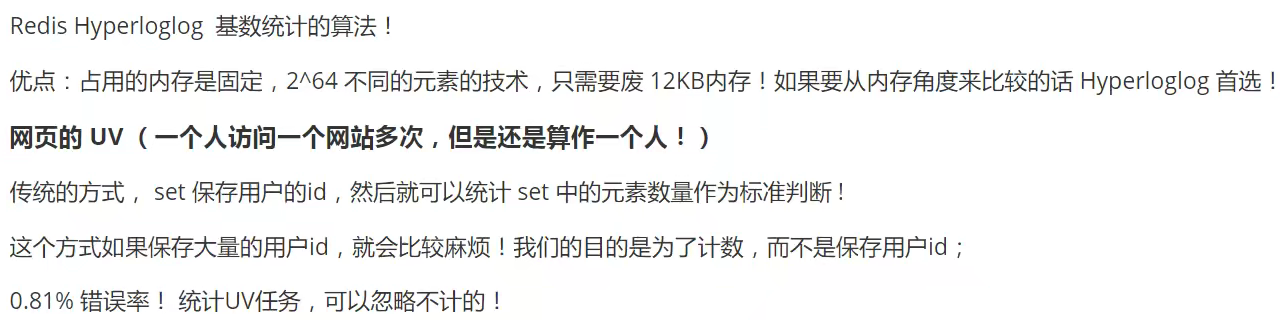 Redis Hyperloglog 基数统计的算法！
优点：占用的内存是固定，2^64 不同的元素的技术，只需要废 12KB内存！如果要从内存角度来比较的话 Hyperloglog 首选！
网页的 UV （一个人访问一个网站多次，但是还是算作一个人！）
传统的方式， set 保存用户的id，然后就可以统计 set 中的元素数量作为标准判断！
这个方式如果保存大量的用户id，就会比较麻烦！我们的目的是为了计数，而不是保存用户id；
0.81% 错误率！ 统计UV任务，可以忽略不计的！